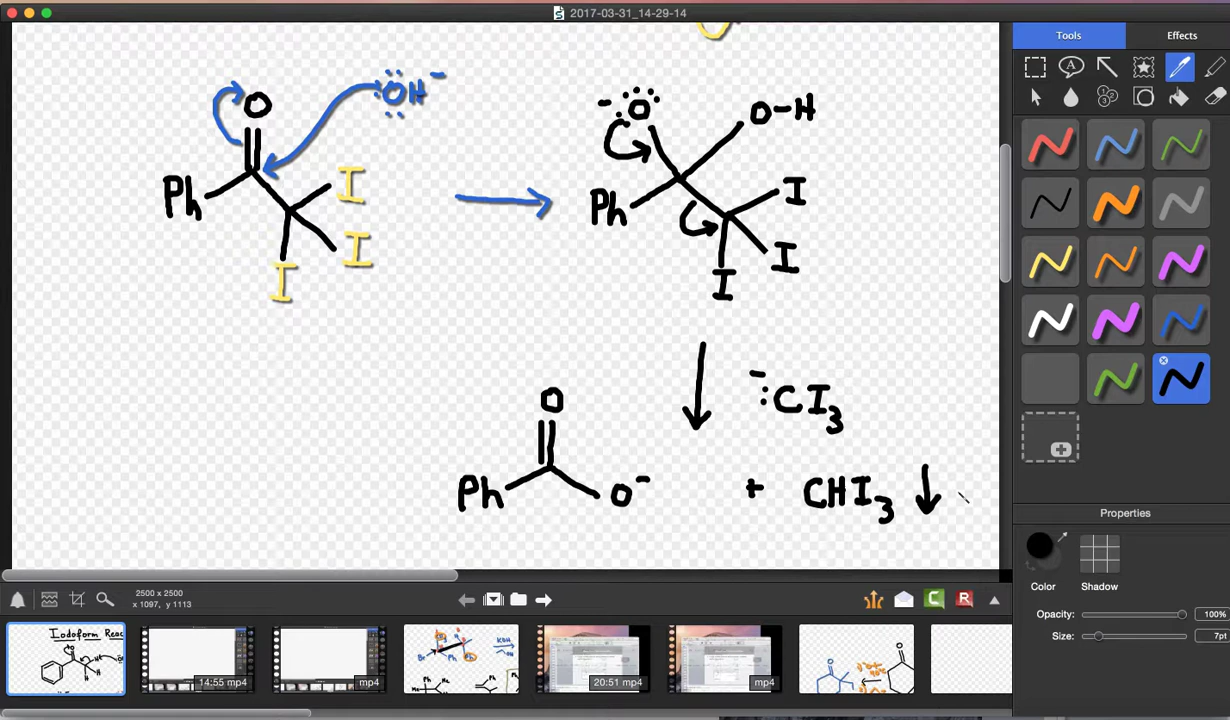 2017-03-31_14-29-14
Tools
Effects
O
:ÖH⁻
Ph
I
I
I
⁻:Ö:
O-H
Ph
I
I
I
⁻:CI₃
O
Ph
O⁻
+ CHI₃ ↓
Properties
Color
Shadow
Opacity:
100%
Size:
7pt
2500 x 2500
x 1097, y 1113
C
R
Iodoform Reac
14:55 mp4
mp4
20:51 mp4
mp4